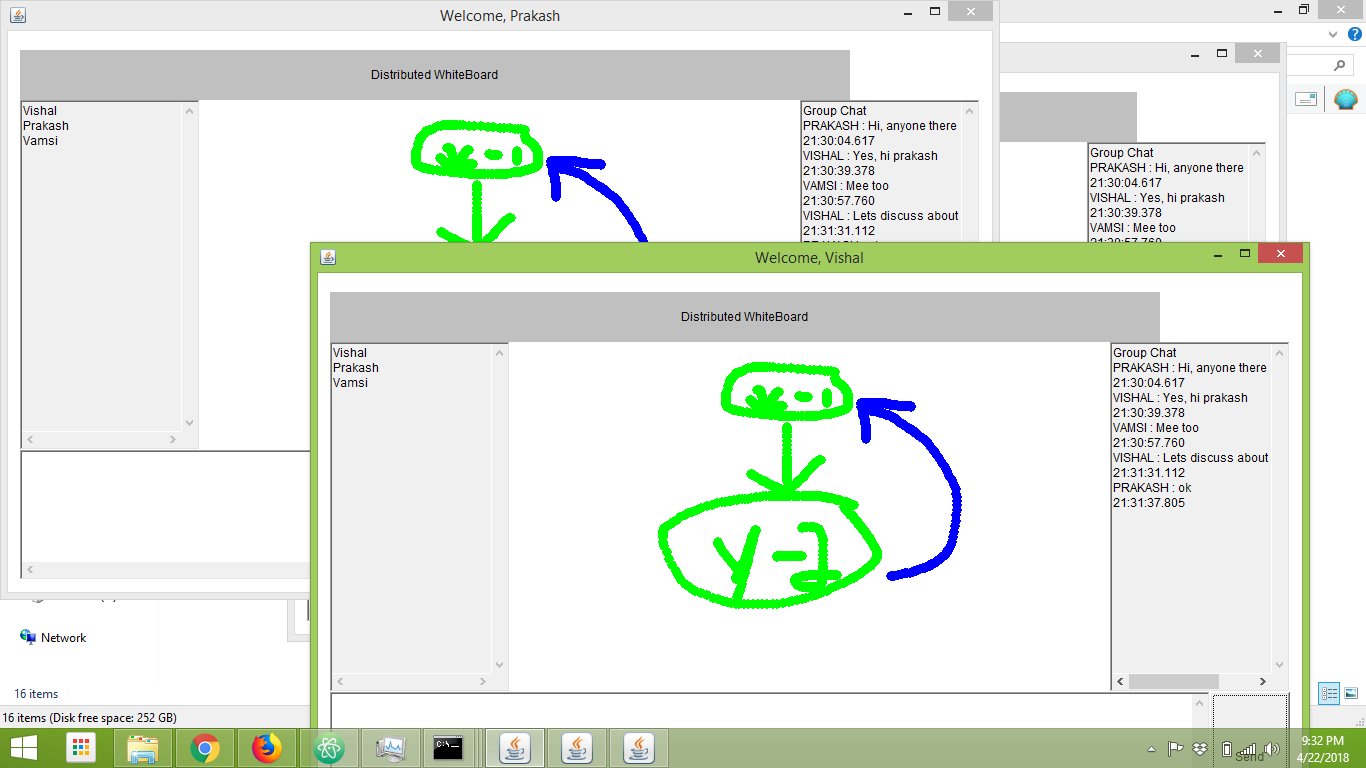 Welcome, Prakash
Distributed WhiteBoard
Vishal
Prakash
Vamsi
Group Chat
PRAKASH : Hi, anyone there
21:30:04.617
VISHAL : Yes, hi prakash
21:30:39.378
VAMSI : Mee too
21:30:57.760
VISHAL : Lets discuss about
21:31:31.112
Group Chat
PRAKASH : Hi, anyone there
21:30:04.617
VISHAL : Yes, hi prakash
21:30:39.378
VAMSI : Mee too
21:30:57.760
Welcome, Vishal
Distributed WhiteBoard
Vishal
Prakash
Vamsi
y-2
Group Chat
PRAKASH : Hi, anyone there
21:30:04.617
VISHAL : Yes, hi prakash
21:30:39.378
VAMSI : Mee too
21:30:57.760
VISHAL : Lets discuss about
21:31:31.112
PRAKASH : ok
21:31:37.805
Network
16 items
16 items (Disk free space: 252 GB)
Send
9:32 PM
4/22/2018